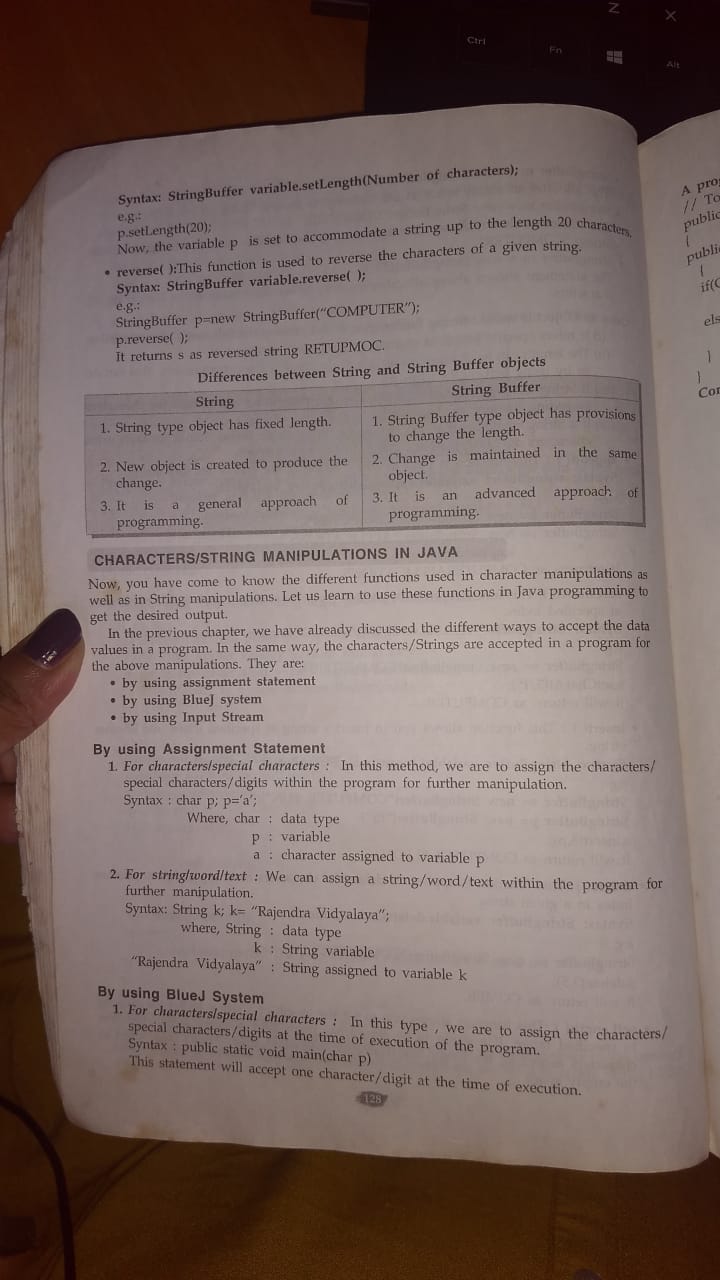 Z
X
Ctrl
Fn
Alt
Syntax: StringBuffer variable.setLength(Number of characters);
e.g.:
p.setLength(20);
Now, the variable p is set to accommodate a string up to the length 20 characters.
• reverse( ):This function is used to reverse the characters of a given string.
Syntax: StringBuffer variable.reverse( );
e.g.:
StringBuffer p=new StringBuffer("COMPUTER");
p.reverse( );
It returns s as reversed string RETUPMOC.
Differences between String and String Buffer objects
String
String Buffer
1. String type object has fixed length.
1. String Buffer type object has provisions
to change the length.
2. New object is created to produce the
change.
2. Change is maintained in the same
object.
3. It is a general approach of
programming.
3. It is an advanced approach of
programming.
CHARACTERS/STRING MANIPULATIONS IN JAVA
Now, you have come to know the different functions used in character manipulations as
well as in String manipulations. Let us learn to use these functions in Java programming to
get the desired output.
In the previous chapter, we have already discussed the different ways to accept the data
values in a program. In the same way, the characters/Strings are accepted in a program for
the above manipulations. They are:
• by using assignment statement
• by using BlueJ system
• by using Input Stream
By using Assignment Statement
1. For characters/special characters : In this method, we are to assign the characters/
special characters/digits within the program for further manipulation.
Syntax : char p; p='a';
Where, char : data type
p : variable
a : character assigned to variable p
2. For string/word/text : We can assign a string/word/text within the program for
further manipulation.
Syntax: String k; k= "Rajendra Vidyalaya";
where, String : data type
k : String variable
"Rajendra Vidyalaya" : String assigned to variable k
By using BlueJ System
1. For characters/special characters : In this type , we are to assign the characters/
special characters/digits at the time of execution of the program.
Syntax : public static void main(char p)
This statement will accept one character/digit at the time of execution.
128
A pro
// To
public
{
publi
{
if(C
els
}
}
Cor